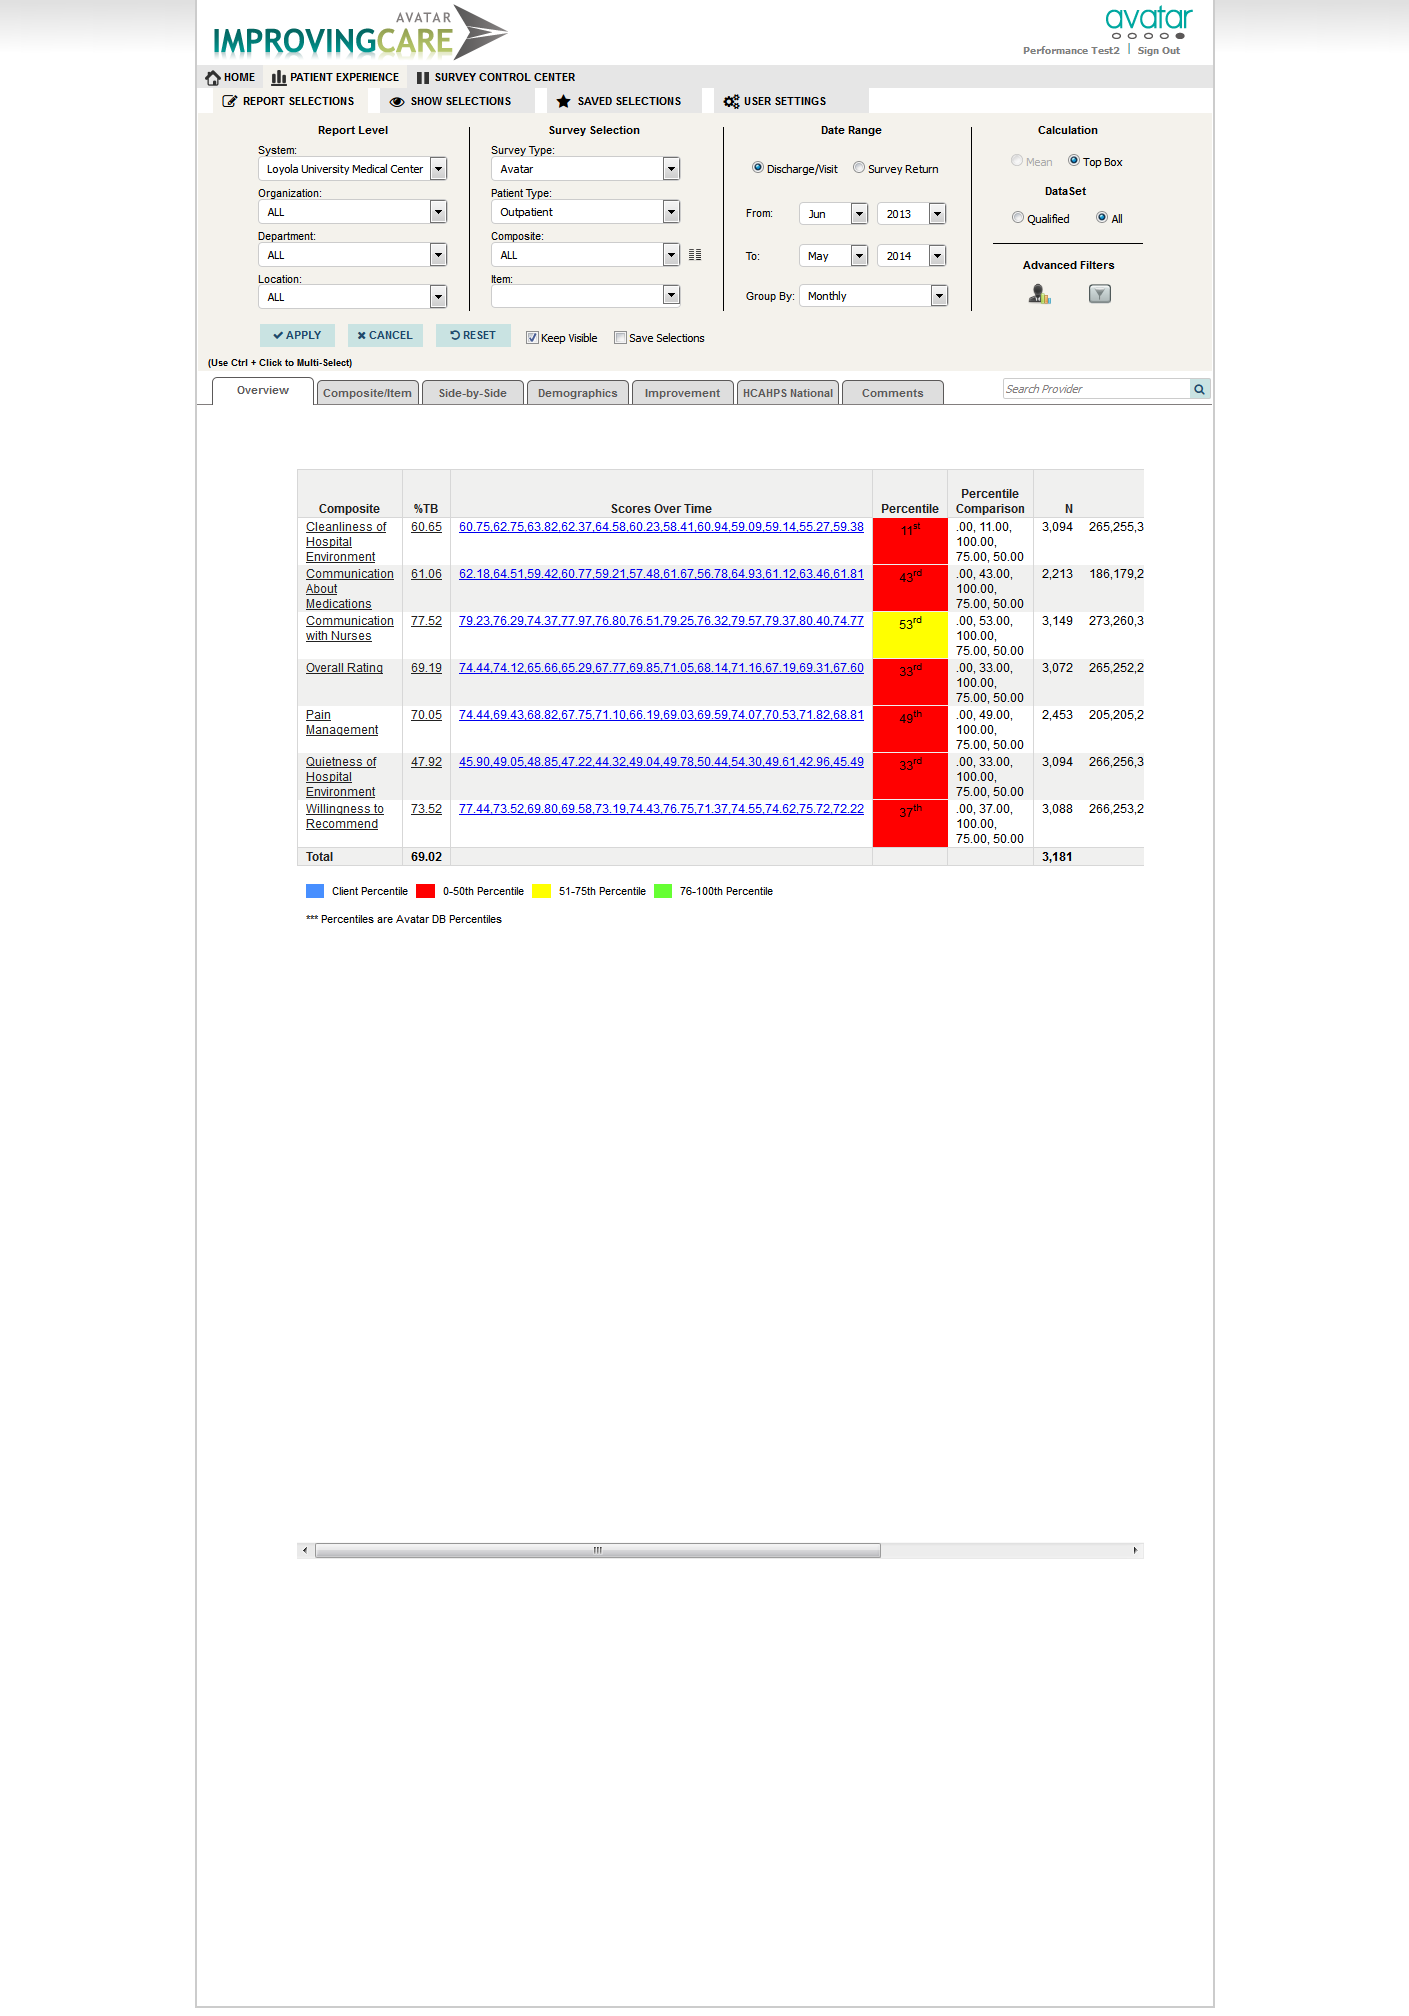 AVATAR
IMPROVINGCARE
avatar
Performance Test2 | Sign Out
HOME PATIENT EXPERIENCE SURVEY CONTROL CENTER
REPORT SELECTIONS SHOW SELECTIONS SAVED SELECTIONS USER SETTINGS
Report Level
System:
Loyola University Medical Center
Organization:
ALL
Department:
ALL
Location:
ALL
Survey Selection
Survey Type:
Avatar
Patient Type:
Outpatient
Composite:
ALL
Item:
Date Range
Discharge/Visit Survey Return
From: Jun 2013
To: May 2014
Group By: Monthly
Calculation
Mean Top Box
DataSet
Qualified All
Advanced Filters
APPLY CANCEL RESET Keep Visible Save Selections
(Use Ctrl + Click to Multi-Select)
Overview Composite/Item Side-by-Side Demographics Improvement HCAHPS National Comments Search Provider
Composite %TB Scores Over Time Percentile Percentile Comparison N
Cleanliness of Hospital Environment 60.65 60.75,62.75,63.82,62.37,64.58,60.23,58.41,60.94,59.09,59.14,55.27,59.38 11st .00, 11.00, 100.00, 75.00, 50.00 3,094 265,255,3
Communication About Medications 61.06 62.18,64.51,59.42,60.77,59.21,57.48,61.67,56.78,64.93,61.12,63.46,61.81 43rd .00, 43.00, 100.00, 75.00, 50.00 2,213 186,179,2
Communication with Nurses 77.52 79.23,76.29,74.37,77.97,76.80,76.51,79.25,76.32,79.57,79.37,80.40,74.77 53rd .00, 53.00, 100.00, 75.00, 50.00 3,149 273,260,3
Overall Rating 69.19 74.44,74.12,65.66,65.29,67.77,69.85,71.05,68.14,71.16,67.19,69.31,67.60 33rd .00, 33.00, 100.00, 75.00, 50.00 3,072 265,252,2
Pain Management 70.05 74.44,69.43,68.82,67.75,71.10,66.19,69.03,69.59,74.07,70.53,71.82,68.81 49th .00, 49.00, 100.00, 75.00, 50.00 2,453 205,205,2
Quietness of Hospital Environment 47.92 45.90,49.05,48.85,47.22,44.32,49.04,49.78,50.44,54.30,49.61,42.96,45.49 33rd .00, 33.00, 100.00, 75.00, 50.00 3,094 266,256,3
Willingness to Recommend 73.52 77.44,73.52,69.80,69.58,73.19,74.43,76.75,71.37,74.55,74.62,75.72,72.22 37th .00, 37.00, 100.00, 75.00, 50.00 3,088 266,253,2
Total 69.02 3,181
Client Percentile 0-50th Percentile 51-75th Percentile 76-100th Percentile
*** Percentiles are Avatar DB Percentiles